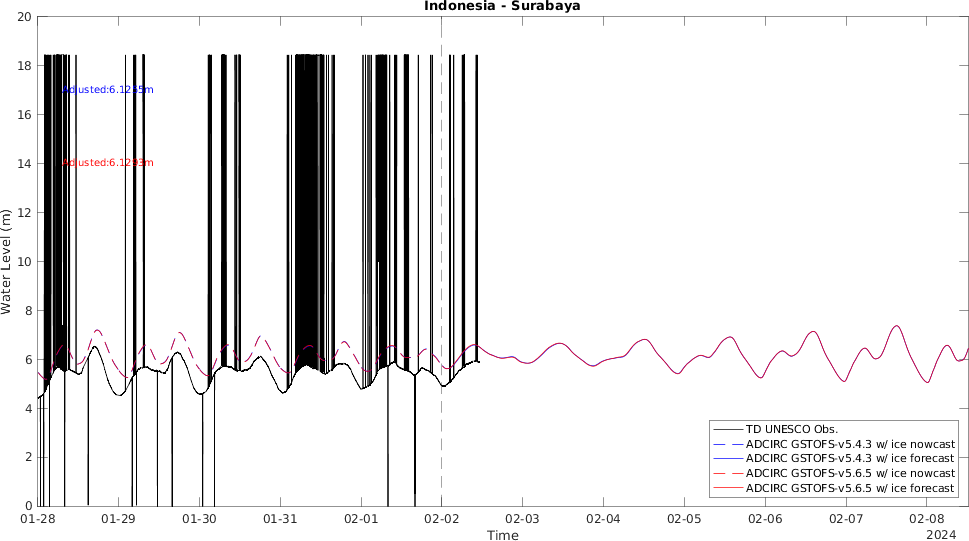 Indonesia - Surabaya
20
18
16
14
12
10
8
6
4
2
0
Water Level (m)
Adjusted:6.1255m
Adjusted:6.1293m
TD UNESCO Obs.
ADCIRC GSTOFS-v5.4.3 w/ ice nowcast
ADCIRC GSTOFS-v5.4.3 w/ ice forecast
ADCIRC GSTOFS-v5.6.5 w/ ice nowcast
ADCIRC GSTOFS-v5.6.5 w/ ice forecast
01-28 01-29 01-30 01-31 02-01 02-02 02-03 02-04 02-05 02-06 02-07 02-08
Time
2024